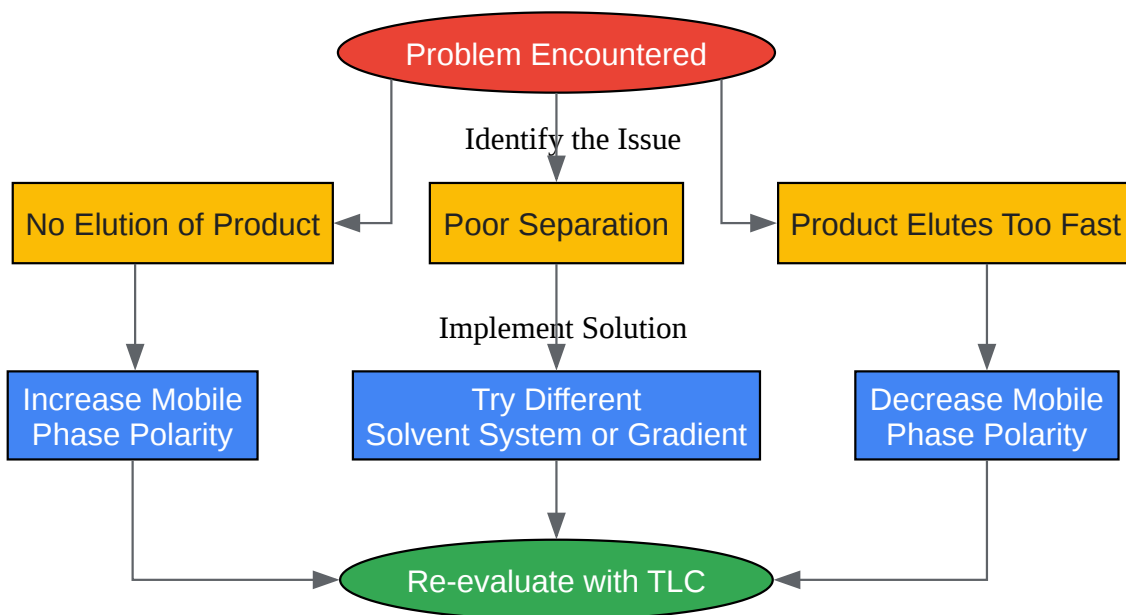 Problem Encountered
Identify the Issue
No Elution of Product
Poor Separation
Product Elutes Too Fast
Implement Solution
Increase Mobile
Phase Polarity
Try Different
Solvent System or Gradient
Decrease Mobile
Phase Polarity
Re-evaluate with TLC